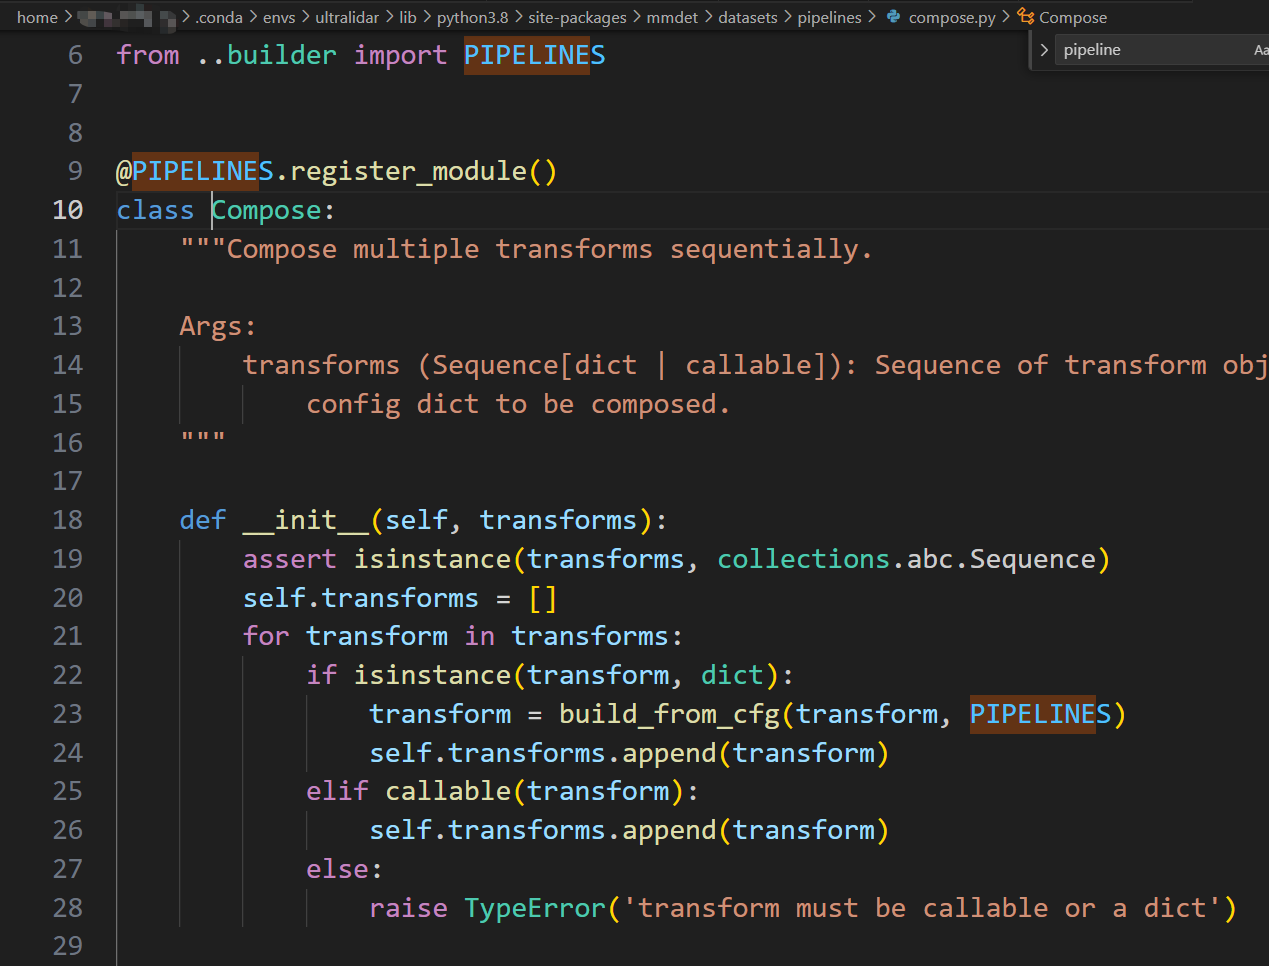 home > > .conda > envs > ultralidar > lib > python3.8 > site-packages > mmdet > datasets > pipelines > compose.py > Compose
> pipeline Aa
6 from ..builder import PIPELINES
7
8
9 @PIPELINES.register_module()
10 class Compose:
11 """Compose multiple transforms sequentially.
12
13 Args:
14 transforms (Sequence[dict | callable]): Sequence of transform obj
15 config dict to be composed.
16 """
17
18 def __init__(self, transforms):
19 assert isinstance(transforms, collections.abc.Sequence)
20 self.transforms = []
21 for transform in transforms:
22 if isinstance(transform, dict):
23 transform = build_from_cfg(transform, PIPELINES)
24 self.transforms.append(transform)
25 elif callable(transform):
26 self.transforms.append(transform)
27 else:
28 raise TypeError('transform must be callable or a dict')
29